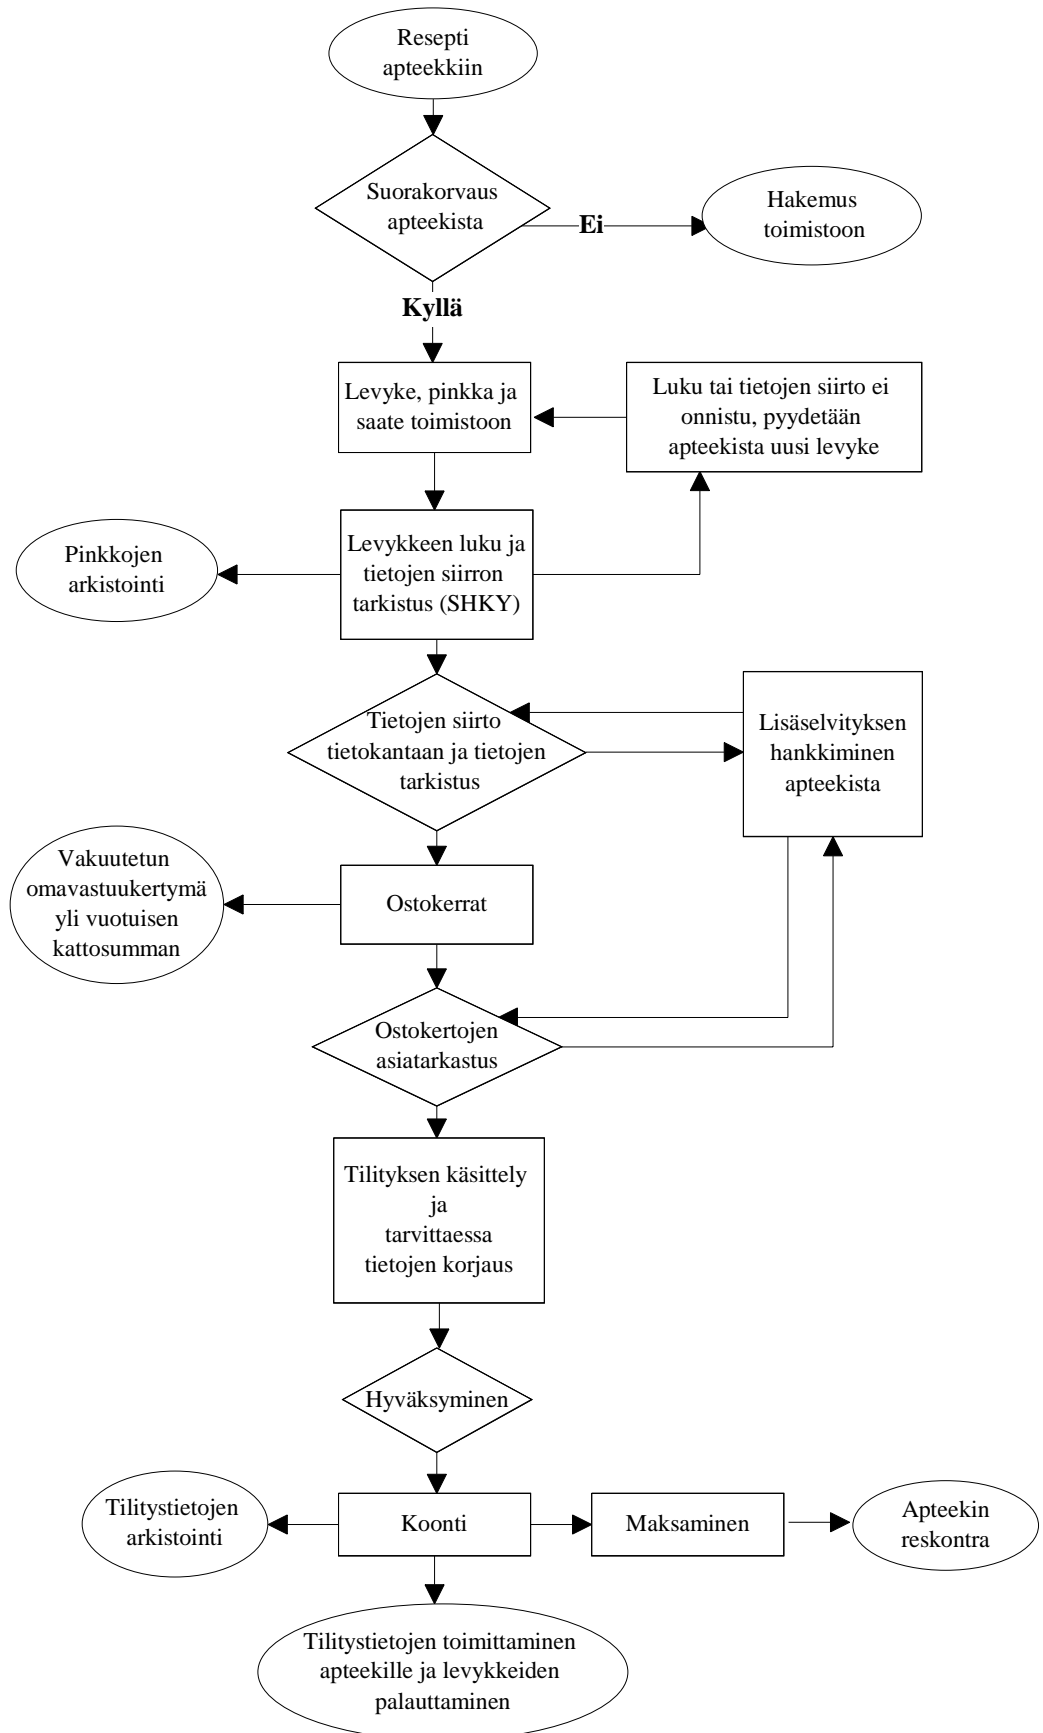 Resepti
apteekkiin
Suorakorvaus
apteekista
Ei
Hakemus
toimistoon
Kyllä
Levyke, pinkka ja
saate toimistoon
Luku tai tietojen siirto ei
onnistu, pyydetään
apteekista uusi levyke
Pinkkojen
arkistointi
Levykkeen luku ja
tietojen siirron
tarkistus (SHKY)
Tietojen siirto
tietokantaan ja tietojen
tarkistus
Lisäselvityksen
hankkiminen
apteekista
Vakuutetun
omavastuukertymä
yli vuotuisen
kattosumman
Ostokerrat
Ostokertojen
asiatarkastus
Tilityksen käsittely
ja
tarvittaessa
tietojen korjaus
Hyväksyminen
Tilitystietojen
arkistointi
Koonti
Maksaminen
Apteekin
reskontra
Tilitystietojen toimittaminen
apteekille ja levykkeiden
palauttaminen